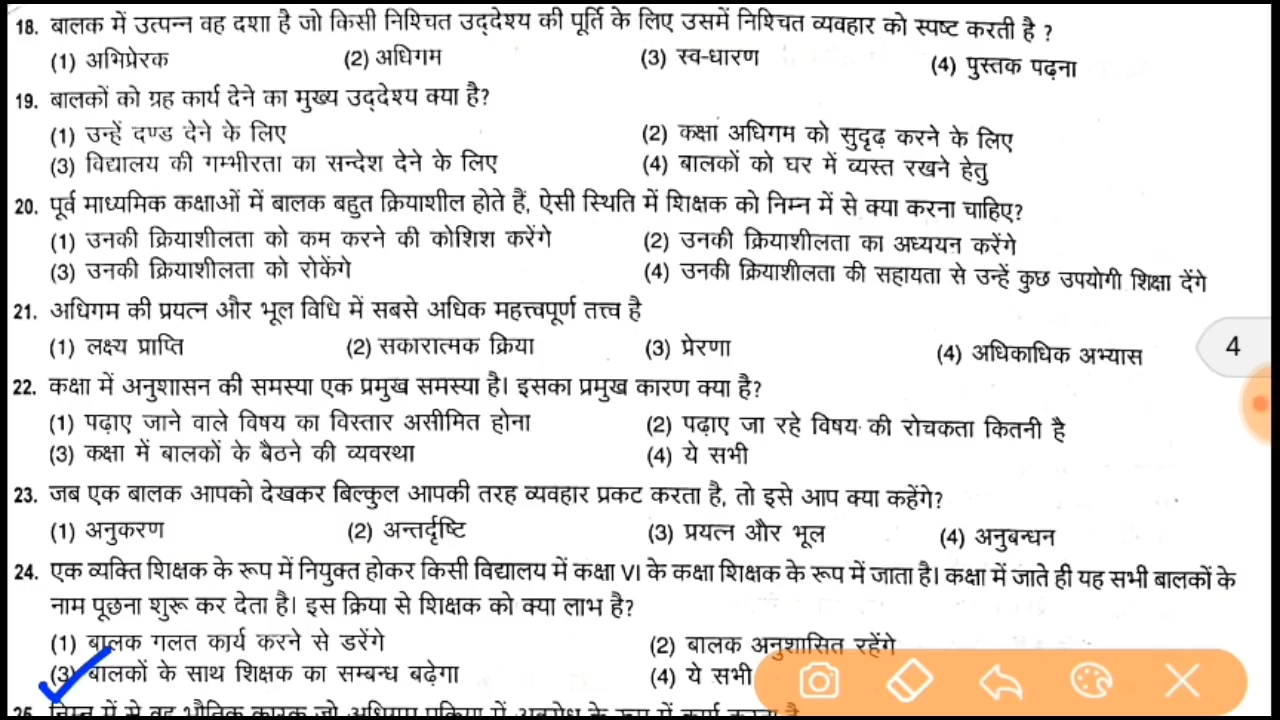 18. बालक में उत्पन्न वह दशा है जो किसी निश्चित उद्देश्य की पूर्ति के लिए उसमें निश्चित व्यवहार को स्पष्ट करती है ?
(1) अभिप्रेरक (2) अधिगम (3) स्व-धारण (4) पुस्तक पढ़ना
19. बालकों को ग्रह कार्य देने का मुख्य उद्देश्य क्या है?
(1) उन्हें दण्ड देने के लिए (2) कक्षा अधिगम को सुदृढ़ करने के लिए
(3) विद्यालय की गम्भीरता का सन्देश देने के लिए (4) बालकों को घर में व्यस्त रखने हेतु
20. पूर्व माध्यमिक कक्षाओं में बालक बहुत क्रियाशील होते हैं, ऐसी स्थिति में शिक्षक को निम्न में से क्या करना चाहिए?
(1) उनकी क्रियाशीलता को कम करने की कोशिश करेंगे (2) उनकी क्रियाशीलता का अध्ययन करेंगे
(3) उनकी क्रियाशीलता को रोकेंगे (4) उनकी क्रियाशीलता की सहायता से उन्हें कुछ उपयोगी शिक्षा देंगे
21. अधिगम की प्रयत्न और भूल विधि में सबसे अधिक महत्त्वपूर्ण तत्त्व है
(1) लक्ष्य प्राप्ति (2) सकारात्मक क्रिया (3) प्रेरणा (4) अधिकाधिक अभ्यास
4
22. कक्षा में अनुशासन की समस्या एक प्रमुख समस्या है। इसका प्रमुख कारण क्या है?
(1) पढ़ाए जाने वाले विषय का विस्तार असीमित होना (2) पढ़ाए जा रहे विषय की रोचकता कितनी है
(3) कक्षा में बालकों के बैठने की व्यवस्था (4) ये सभी
23. जब एक बालक आपको देखकर बिल्कुल आपकी तरह व्यवहार प्रकट करता है, तो इसे आप क्या कहेंगे?
(1) अनुकरण (2) अन्तर्दृष्टि (3) प्रयत्न और भूल (4) अनुबन्धन
24. एक व्यक्ति शिक्षक के रूप में नियुक्त होकर किसी विद्यालय में कक्षा VI के कक्षा शिक्षक के रूप में जाता है। कक्षा में जाते ही यह सभी बालकों के
नाम पूछना शुरू कर देता है। इस क्रिया से शिक्षक को क्या लाभ है?
(1) बालक गलत कार्य करने से डरेंगे (2) बालक अनुशासित रहेंगे
(3) बालकों के साथ शिक्षक का सम्बन्ध बढ़ेगा (4) ये सभी
निम्न में से वह भौतिक कारक जो अधिगम प्रक्रिया में अवरोध के रूप में कार्य करता है